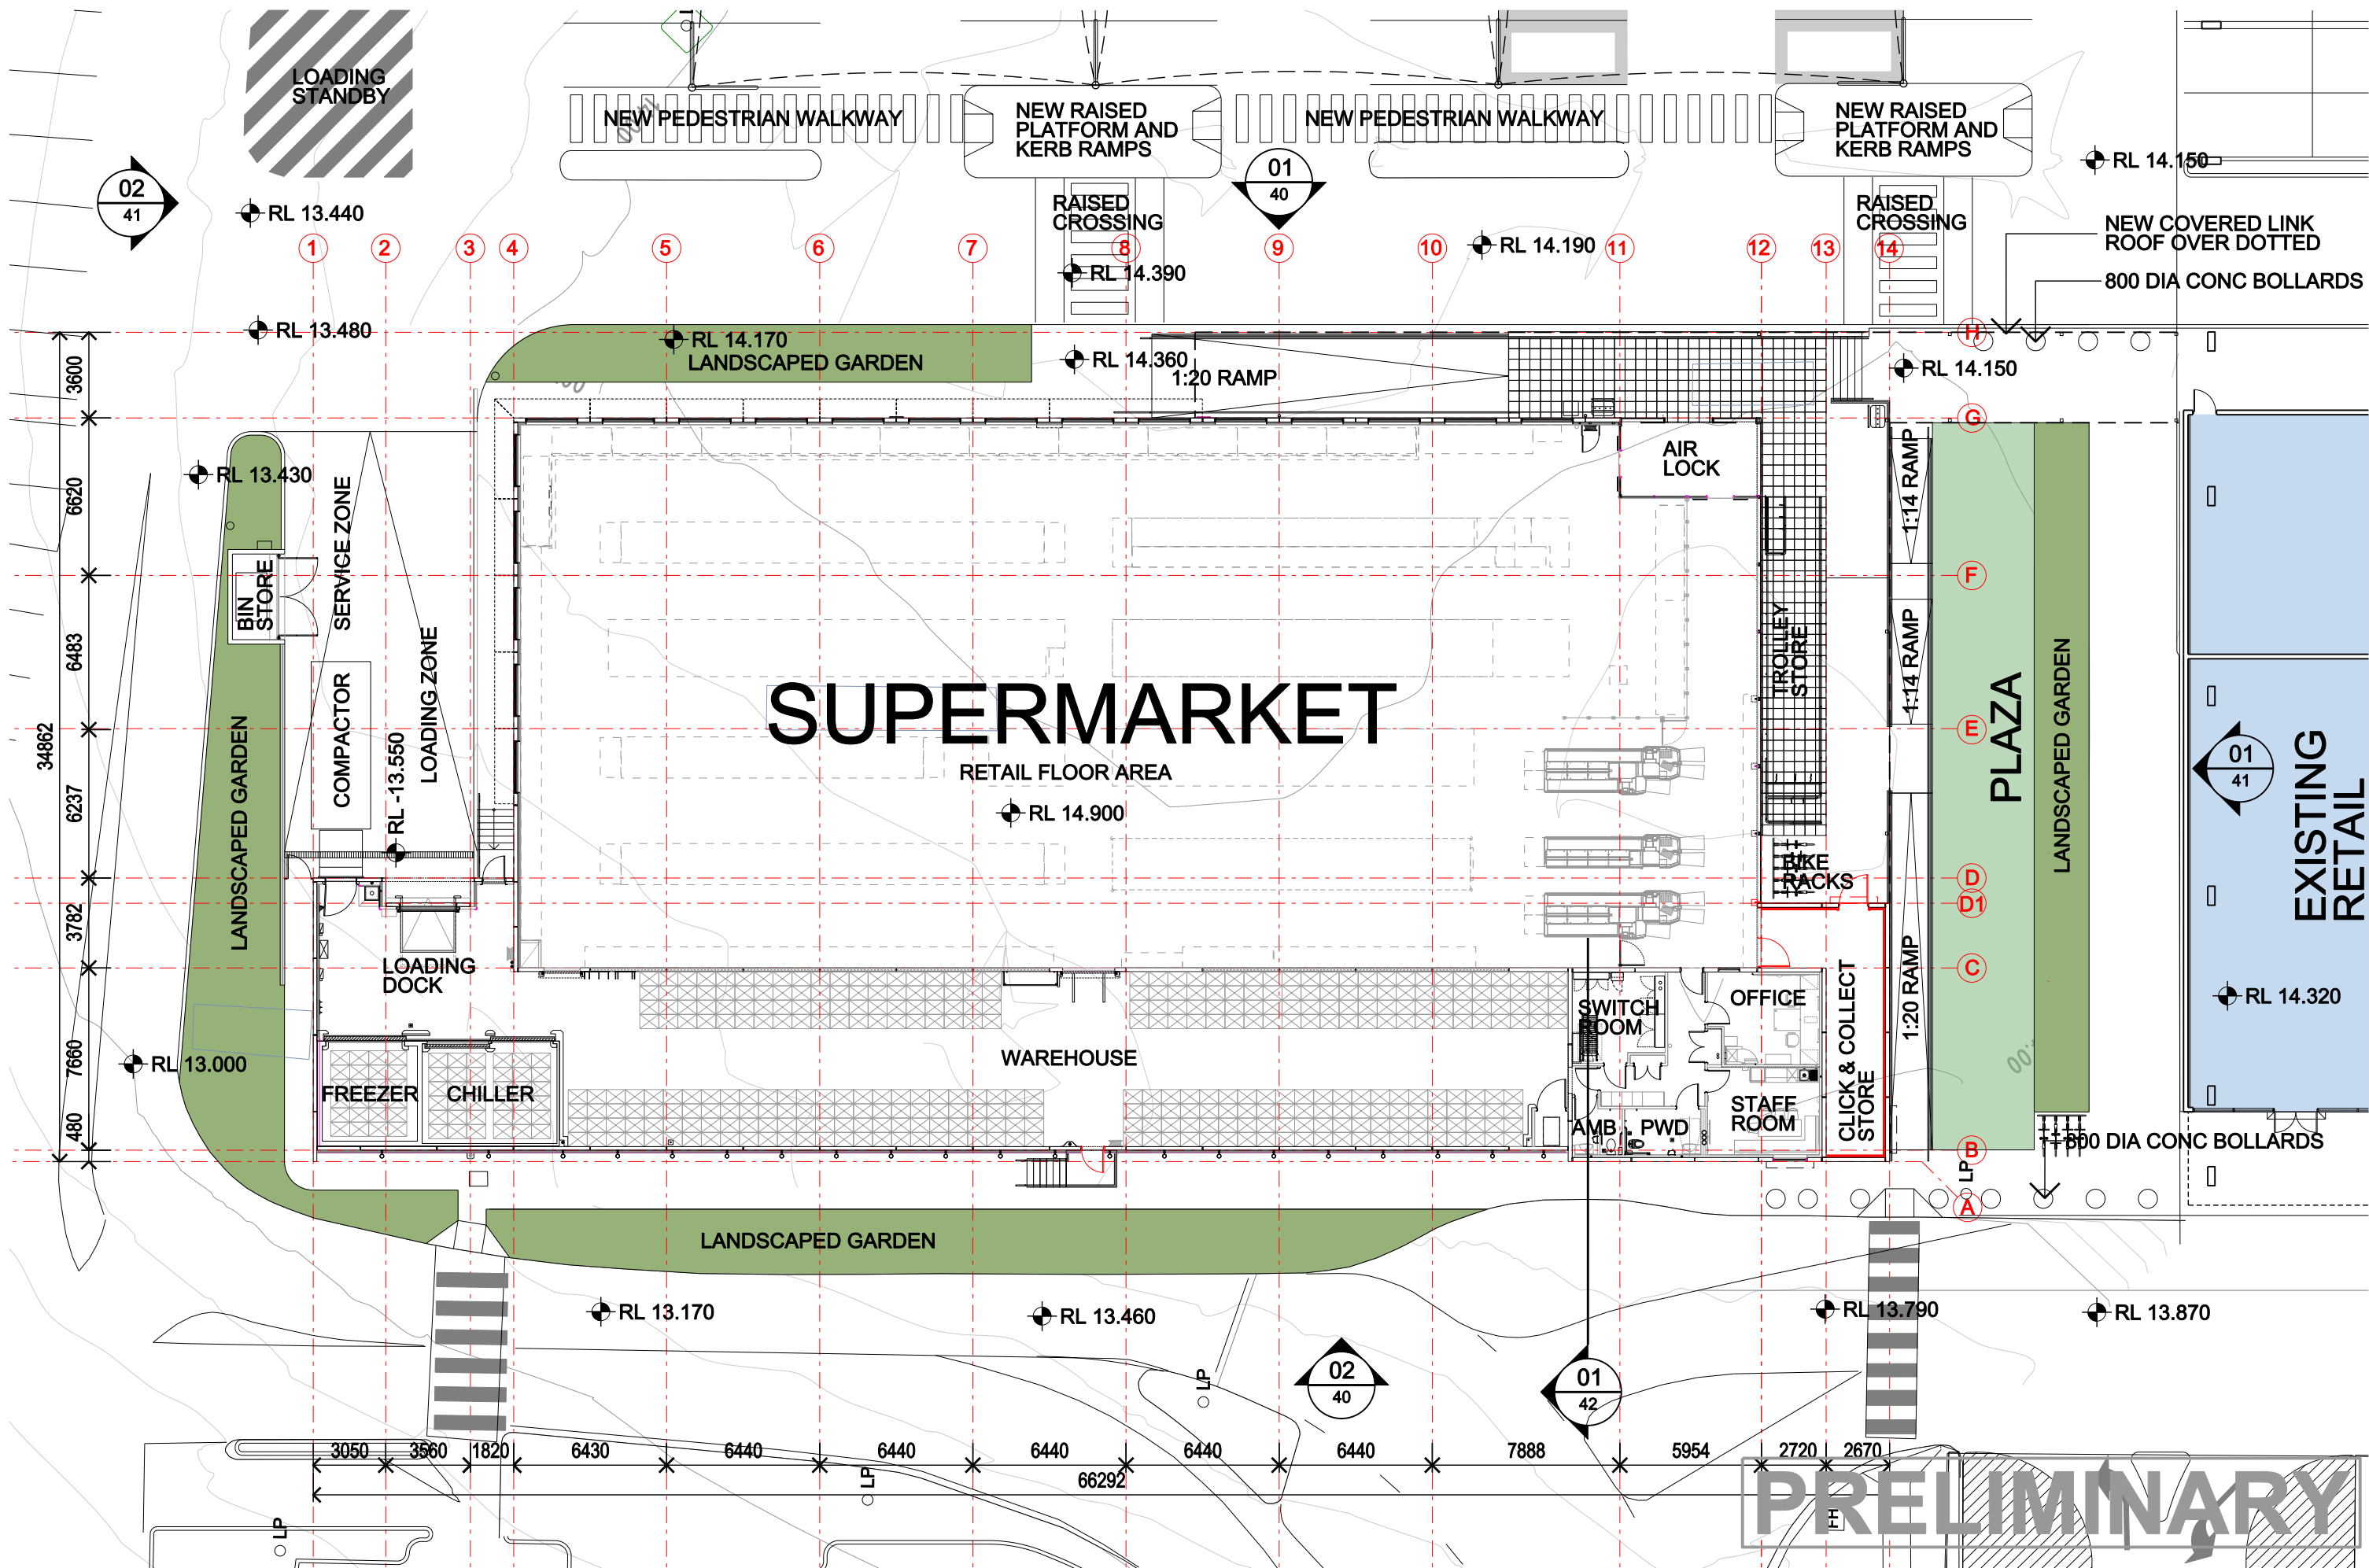 LOADING
STANDBY
NEW PEDESTRIAN WALKWAY
NEW RAISED
PLATFORM AND
KERB RAMPS
NEW PEDESTRIAN WALKWAY
NEW RAISED
PLATFORM AND
KERB RAMPS
RL 14.150
02
41
01
40
RL 13.440
RAISED
CROSSING
RAISED
CROSSING
NEW COVERED LINK
ROOF OVER DOTTED
800 DIA CONC BOLLARDS
1
2
3
4
5
6
7
8
9
10
11
12
13
14
RL 14.190
RL 14.390
RL 13.480
RL 14.170
LANDSCAPED GARDEN
RL 14.360
1:20 RAMP
H
RL 14.150
G
3600
6620
6483
34862
6237
3782
7660
480
RL 13.430
SERVICE ZONE
BIN
STORE
LOADING ZONE
COMPACTOR
RL -13.550
LANDSCAPED GARDEN
AIR
LOCK
1:14 RAMP
F
TROLLEY
STORE
1:14 RAMP
SUPERMARKET
RETAIL FLOOR AREA
RL 14.900
E
PLAZA
LANDSCAPED GARDEN
01
41
EXISTING
RETAIL
BIKE
RACKS
D
D1
C
LOADING
DOCK
1:20 RAMP
RL 14.320
SWITCH
ROOM
OFFICE
CLICK & COLLECT
STORE
WAREHOUSE
RL 13.000
FREEZER
CHILLER
AMB
PWD
STAFF
ROOM
B
800 DIA CONC BOLLARDS
LP
A
LANDSCAPED GARDEN
RL 13.170
RL 13.460
RL 13.790
RL 13.870
02
40
01
42
LP
3050
3560
1820
6430
6440
6440
6440
6440
6440
7888
5954
2720
2670
66292
LP
LP
FH
PRELIMINARY